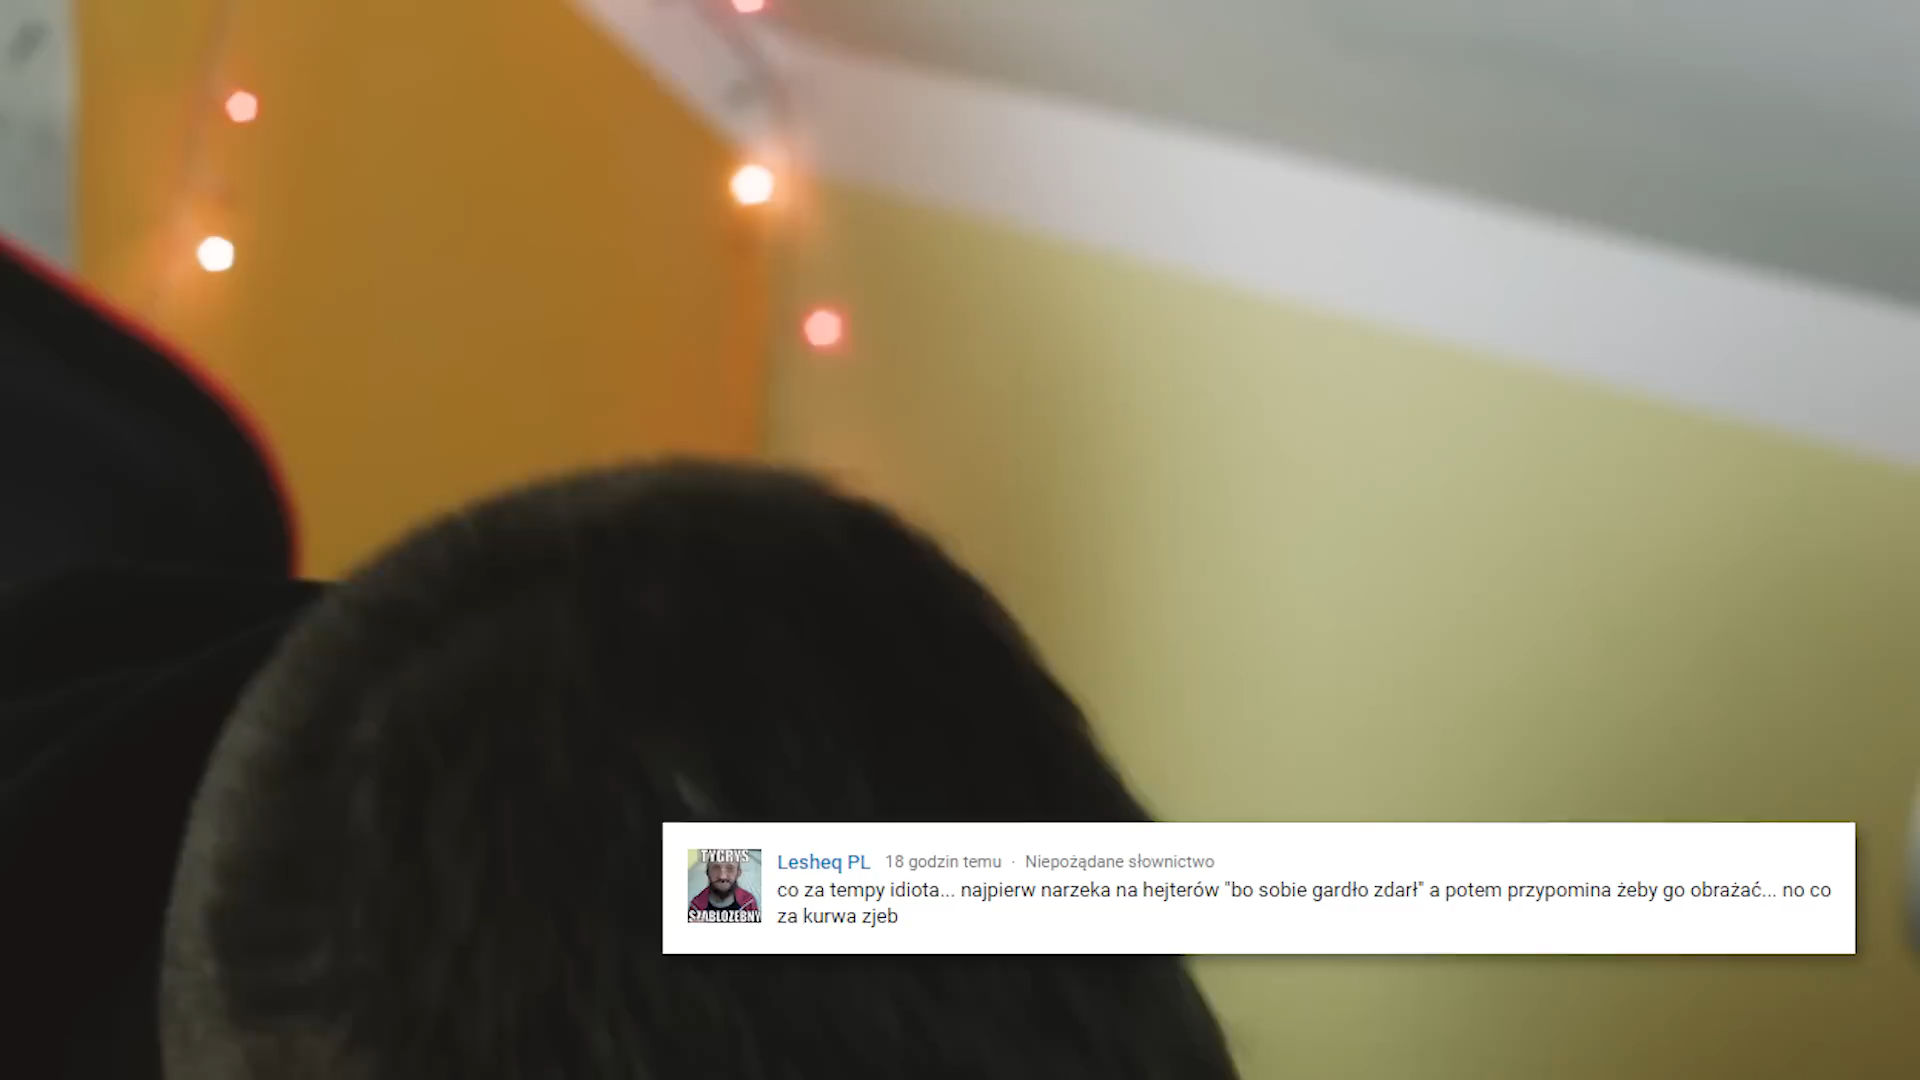 TYGRYS
SZABLOZEBNY
Lesheq PL 18 godzin temu · Niepożądane słownictwo
co za tempy idiota... najpierw narzeka na hejterów "bo sobie gardło zdarł" a potem przypomina żeby go obrażać... no co
za kurwa zjeb